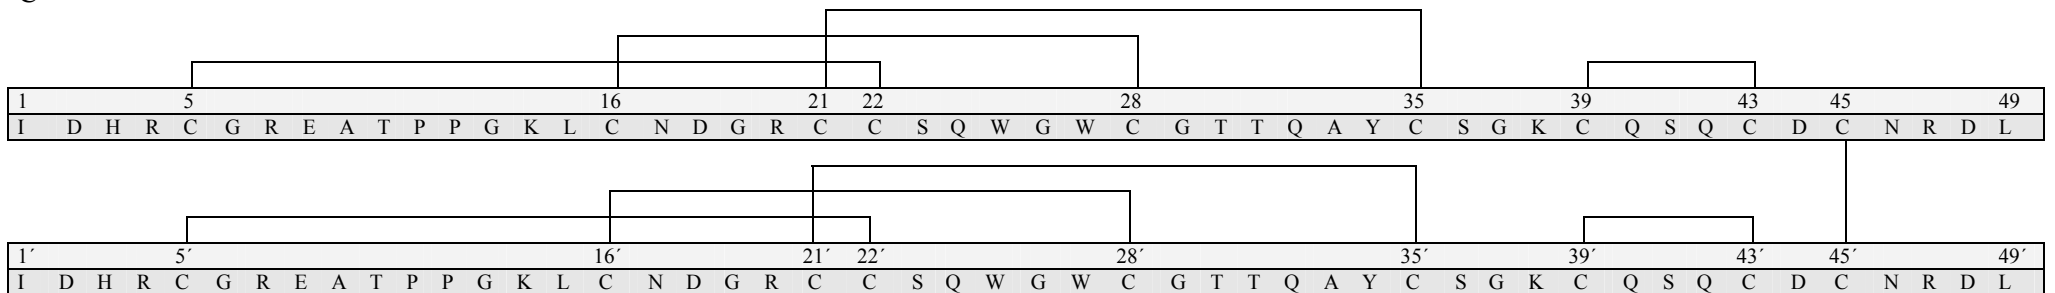 1 5 16 21 22 28 35 39 43 45 49
I D H R C G R E A T P P G K L C N D G R C C S Q W G W C G T T Q A Y C S G K C Q S Q C D C N R D L
1´ 5´ 16´ 21´ 22´ 28´ 35´ 39´ 43´ 45´ 49´
I D H R C G R E A T P P G K L C N D G R C C S Q W G W C G T T Q A Y C S G K C Q S Q C D C N R D L